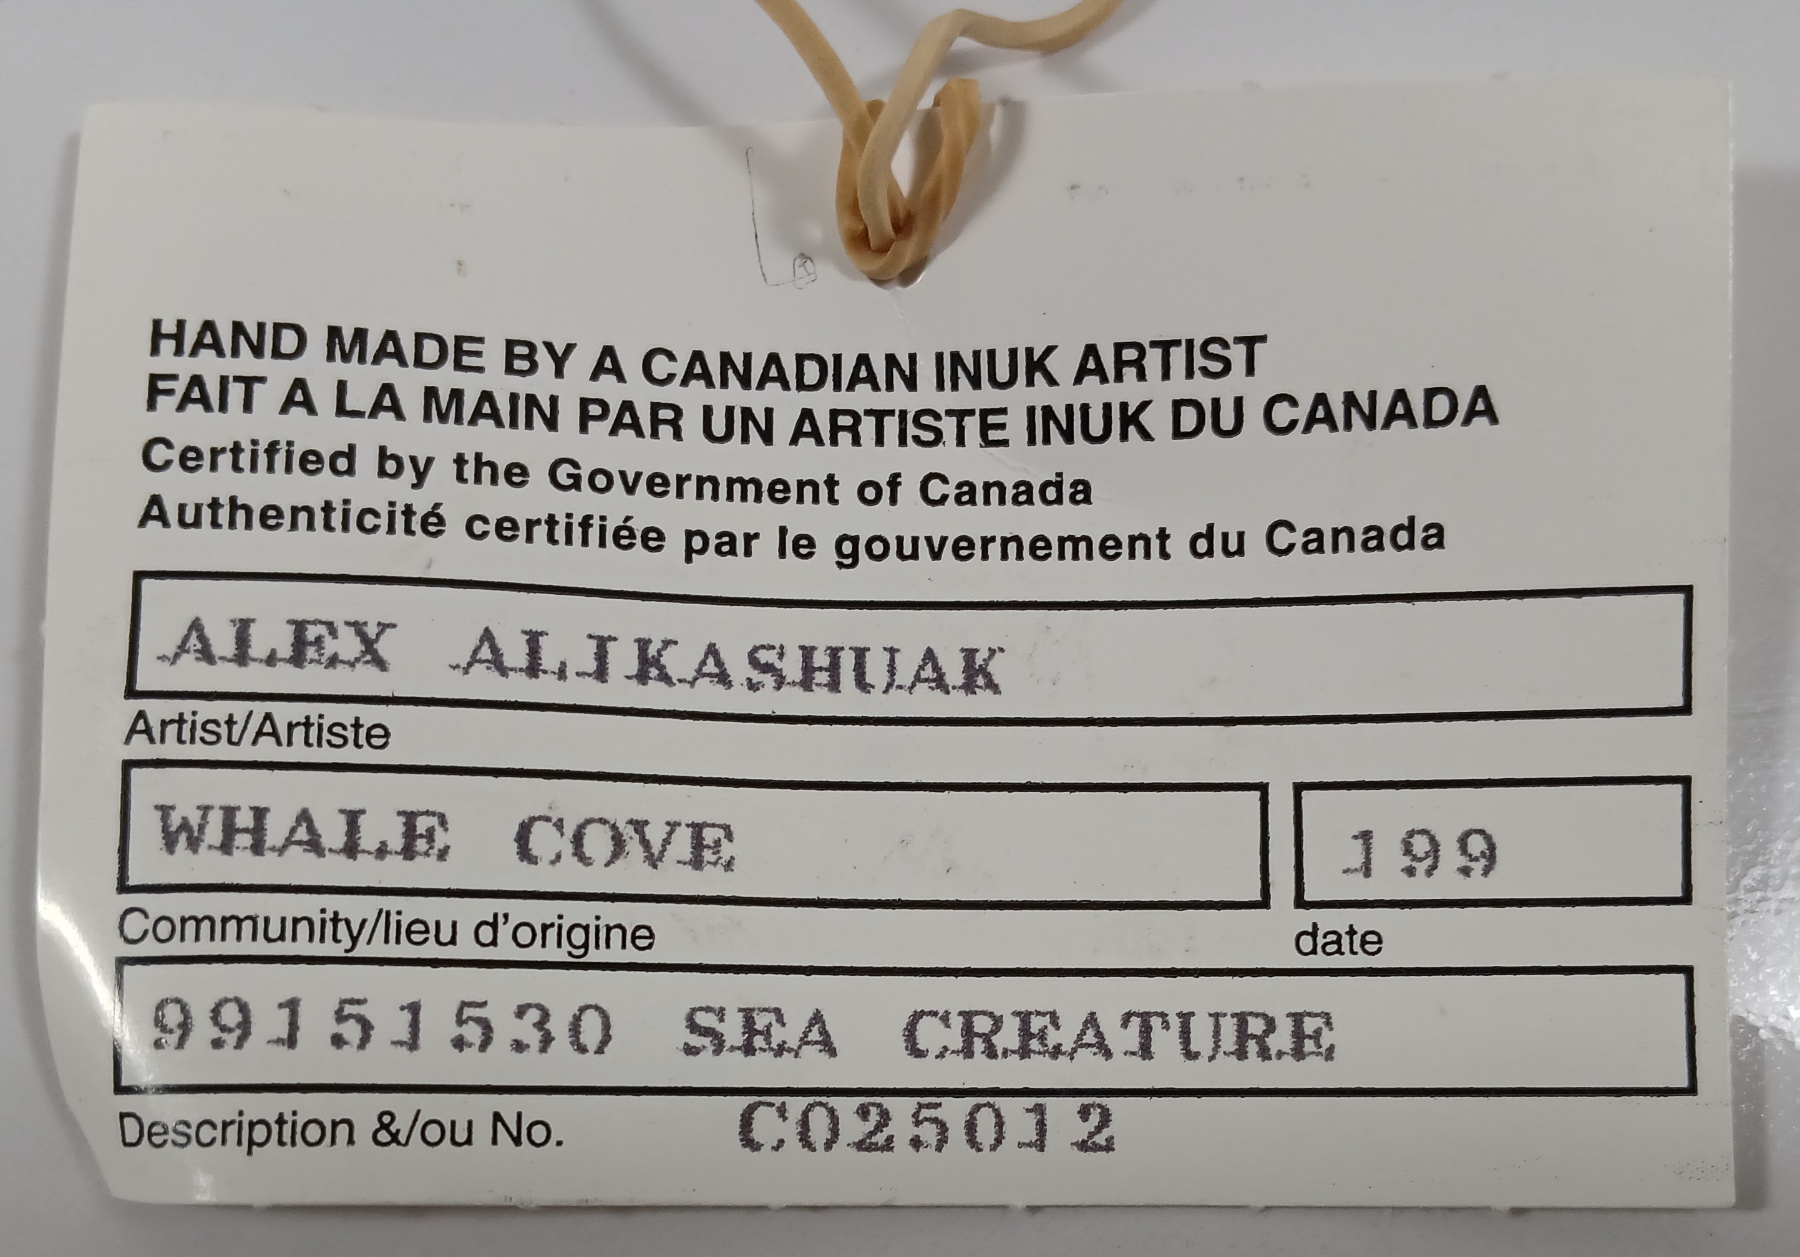 HAND MADE BY A CANADIAN INUK ARTIST
FAIT A LA MAIN PAR UN ARTISTE INUK DU CANADA
Certified by the Government of Canada
Authenticité certifiée par le gouvernement du Canada
ALEX ALIKASHUAK
Artist/Artiste
WHALE COVE 199
Community/lieu d'origine date
99151530 SEA CREATURE
Description &/ou No. C025012